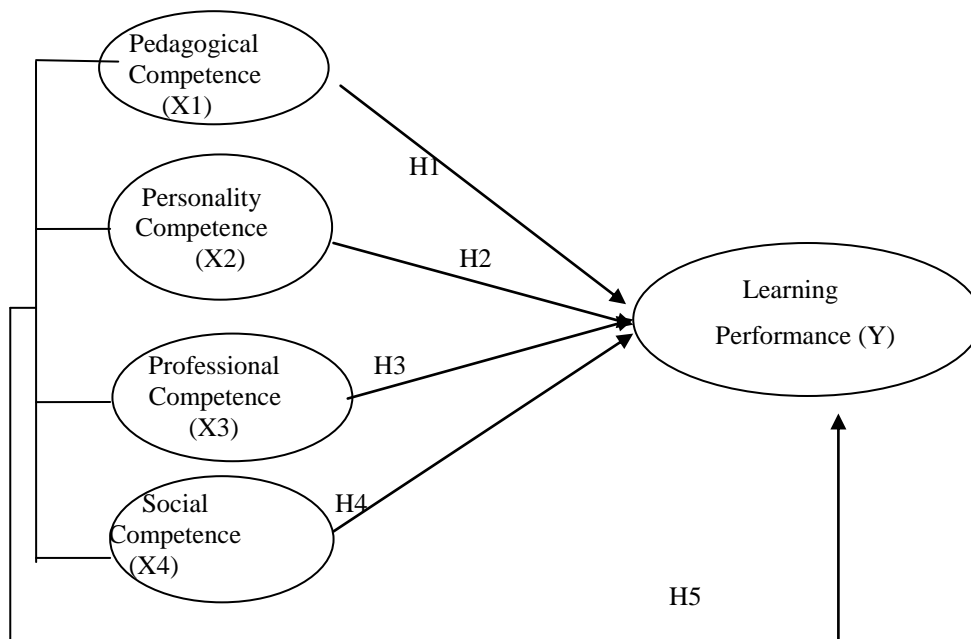 Pedagogical
Competence
(X1)
H1
Personality
Competence
(X2)
H2
Learning
Performance (Y)
Professional
Competence
(X3)
H3
Social
Competence
(X4)
H4
H5